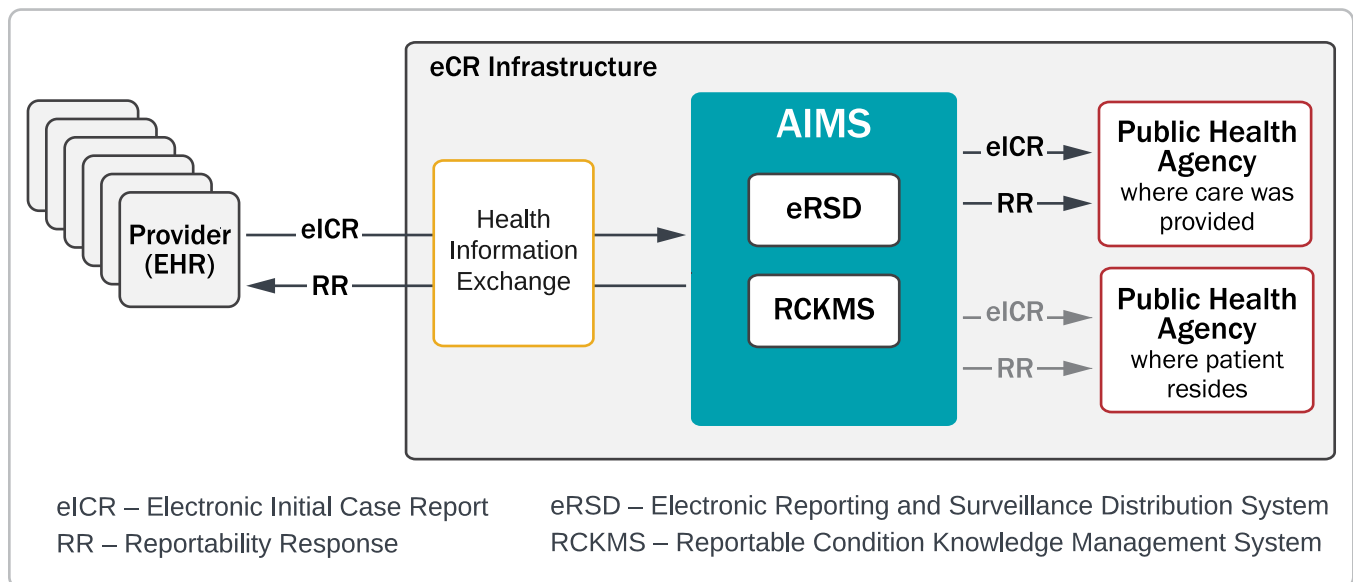 eCR Infrastructure
Provider
(EHR)
eICR
RR
Health
Information
Exchange
AIMS
eRSD
RCKMS
eICR
RR
Public Health
Agency
where care was
provided
eICR
RR
Public Health
Agency
where patient
resides
eICR – Electronic Initial Case Report
RR – Reportability Response
eRSD – Electronic Reporting and Surveillance Distribution System
RCKMS – Reportable Condition Knowledge Management System